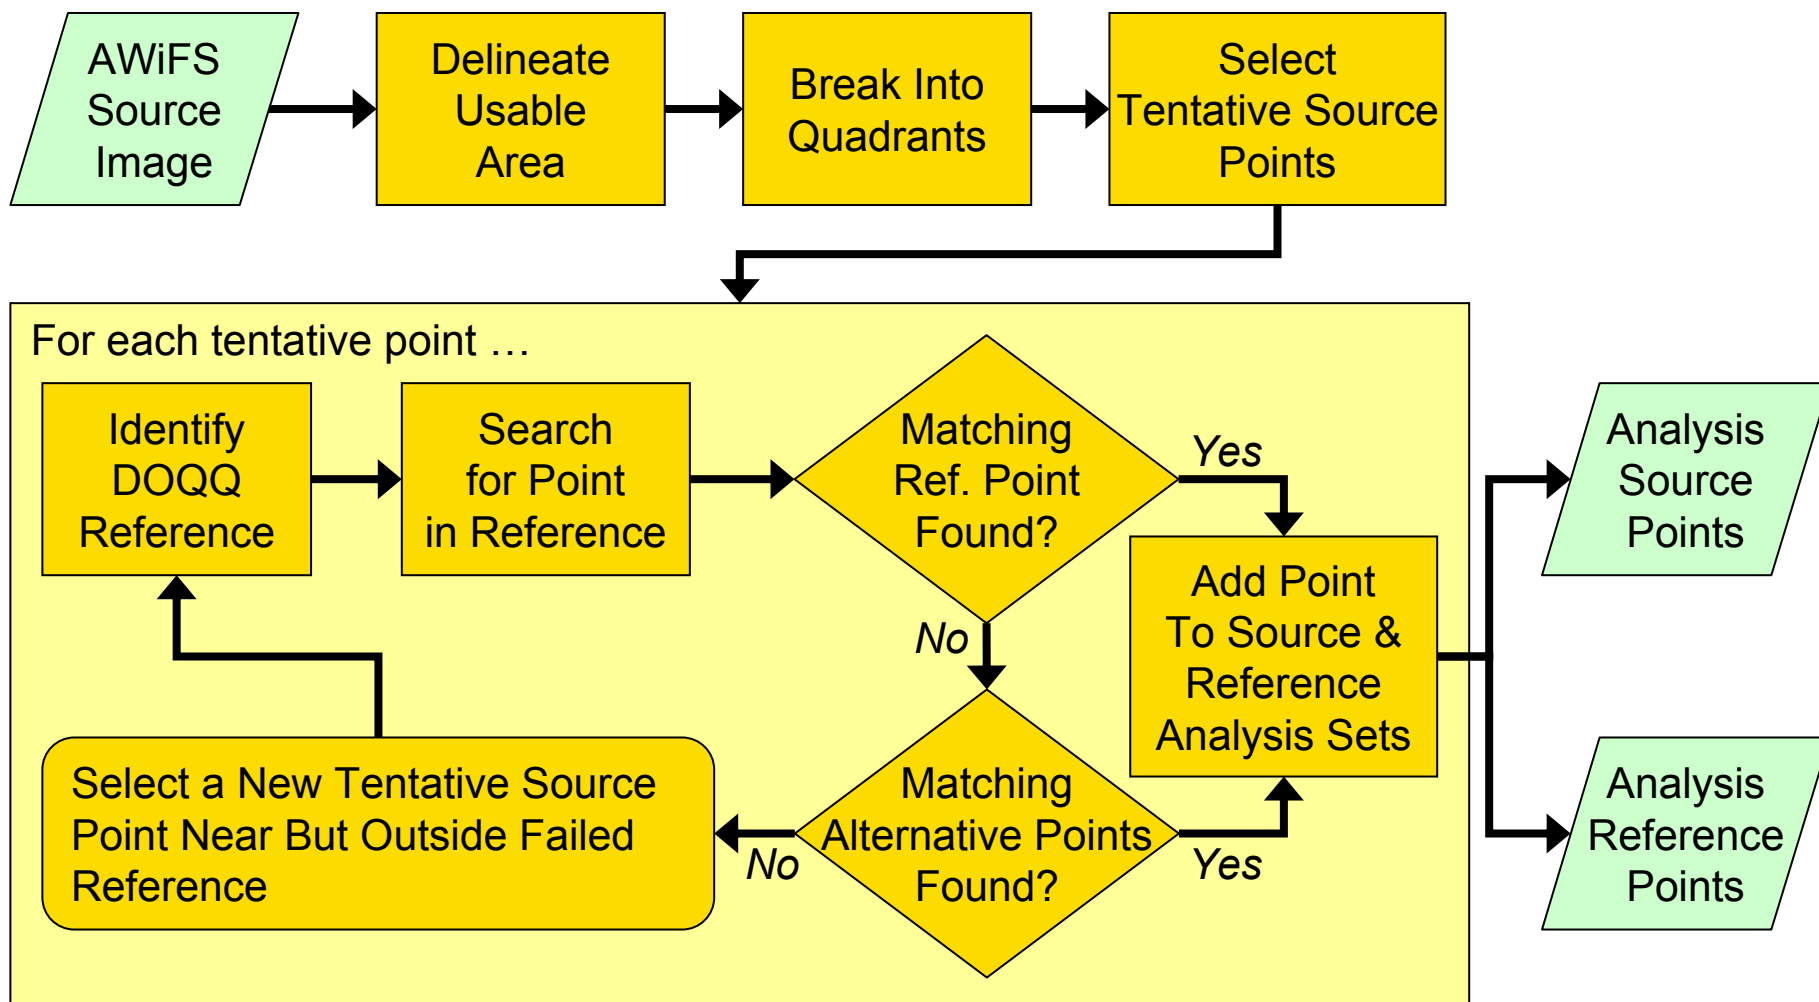 AWiFS
Source
Image
Delineate
Usable
Area
Break Into
Quadrants
Select
Tentative Source
Points
For each tentative point …
Identify
DOQQ
Reference
Search
for Point
in Reference
Matching
Ref. Point
Found?
Yes
No
Add Point
To Source &
Reference
Analysis Sets
Analysis
Source
Points
Select a New Tentative Source
Point Near But Outside Failed
Reference
No
Matching
Alternative Points
Found?
Yes
Analysis
Reference
Points